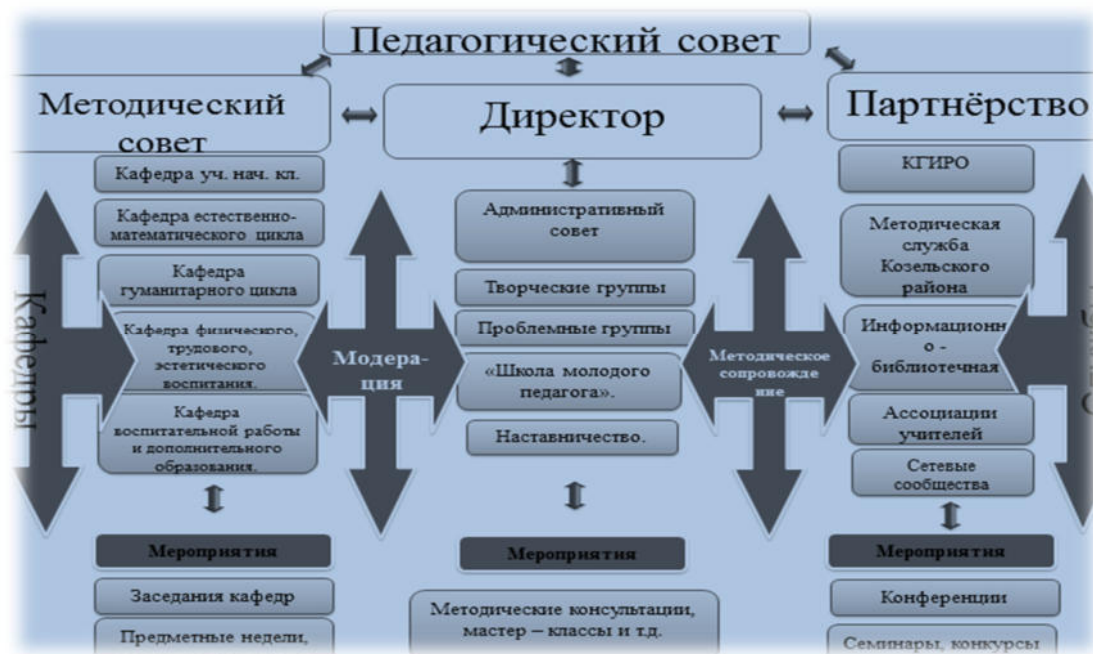 Педагогический совет
Методический
совет
Директор
Партнёрство
Кафедра уч. нач. кл.
Кафедра естественно-
математического цикла
Кафедра
гуманитарного цикла
Кафедра физического,
трудового,
эстетического
воспитания.
Кафедра
воспитательной работы
и дополнительного
образования.
Кафедры
Модера-
ция
Административный
совет
Творческие группы
Проблемные группы
«Школа молодого
педагога».
Наставничество.
Методическое
сопровожде
ние
КГИРО
Методическая
служба
Козельского
района
Информационн
о -
библиотечная
Ассоциации
учителей
Сетевые
сообщества
Мероприятия
Заседания кафедр
Предметные недели,
Мероприятия
Методические консультации,
мастер – классы и т.д.
Мероприятия
Конференции
Семинары, конкурсы